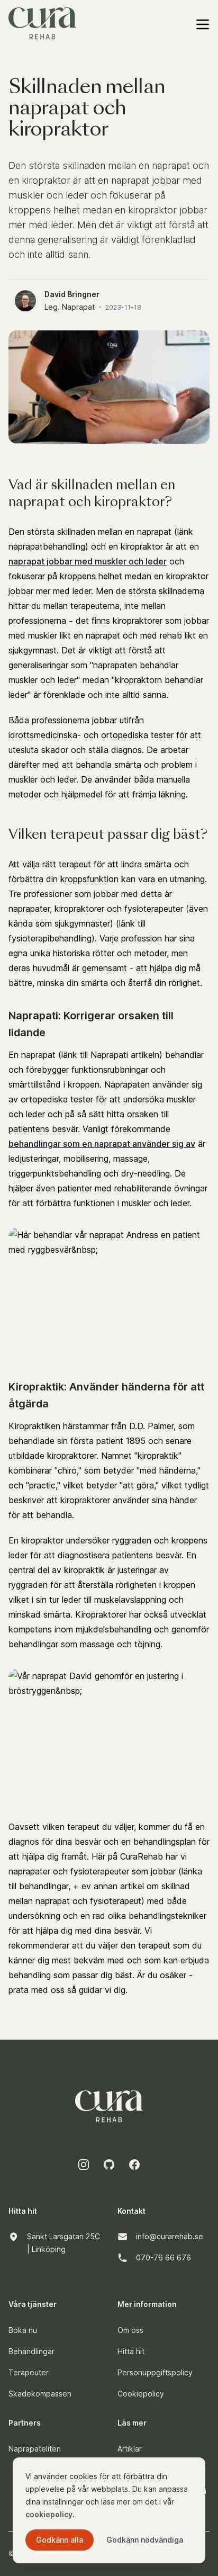 cura
REHAB
Skillnaden mellan
naprapat och
kiropraktor
Den största skillnaden mellan en naprapat och
en kiropraktor är att en naprapat jobbar med
muskler och leder och fokuserar på
kroppens helhet medan en kiropraktor jobbar
mer med leder. Men det är viktigt att förstå att
denna generalisering är väldigt förenkladlad
och inte alltid sann.
David Bringner
Leg. Naprapat • 2023-11-18
cura
Vad är skillnaden mellan en
naprapat och kiropraktor?
Den största skillnaden mellan en naprapat (länk
naprapatbehandling) och en kiropraktor är att en
naprapat jobbar med muskler och leder och
fokuserar på kroppens helhet medan en kiropraktor
jobbar mer med leder. Men de största skillnaderna
hittar du mellan terapeuterna, inte mellan
professionerna - det finns kiropraktorer som jobbar
med muskler likt en naprapat och med rehab likt en
sjukgymnast. Det är viktigt att förstå att
generaliseringar som "naprapaten behandlar
muskler och leder" medan "kiropraktorn behandlar
leder" är förenklade och inte alltid sanna.
Båda professionerna jobbar utifrån
idrottsmedicinska- och ortopediska tester för att
utesluta skador och ställa diagnos. De arbetar
därefter med att behandla smärta och problem i
muskler och leder. De använder båda manuella
metoder och hjälpmedel för att främja läkning.
Vilken terapeut passar dig bäst?
Att välja rätt terapeut för att lindra smärta och
förbättra din kroppsfunktion kan vara en utmaning.
Tre professioner som jobbar med detta är
naprapater, kiropraktorer och fysioterapeuter (även
kända som sjukgymnaster) (länk till
fysioterapibehandling). Varje profession har sina
egna unika historiska rötter och metoder, men
deras huvudmål är gemensamt - att hjälpa dig må
bättre, minska din smärta och återfå din rörlighet.
Naprapati: Korrigerar orsaken till
lidande
En naprapat (länk till Naprapati artikeln) behandlar
och förebygger funktionsrubbningar och
smärttillstånd i kroppen. Naprapaten använder sig
av ortopediska tester för att undersöka muskler
och leder och på så sätt hitta orsaken till
patientens besvär. Vanligt förekommande
behandlingar som en naprapat använder sig av är
ledjusteringar, mobilisering, massage,
triggerpunktsbehandling och dry-needling. De
hjälper även patienter med rehabiliterande övningar
för att förbättra funktionen i muskler och leder.
Här behandlar vår naprapat Andreas en patient
med ryggbesvär&nbsp;
Kiropraktik: Använder händerna för att
åtgärda
Kiropraktiken härstammar från D.D. Palmer, som
behandlade sin första patient 1895 och senare
utbildade kiropraktorer. Namnet "kiropraktik"
kombinerar "chiro," som betyder "med händerna,"
och "practic," vilket betyder "att göra," vilket tydligt
beskriver att kiropraktorer använder sina händer
för att behandla.
En kiropraktor undersöker ryggraden och kroppens
leder för att diagnostisera patientens besvär. En
central del av kiropraktik är justeringar av
ryggraden för att återställa rörligheten i kroppen
vilket i sin tur leder till muskelavslappning och
minskad smärta. Kiropraktorer har också utvecklat
kompetens inom mjukdelsbehandling och genomför
behandlingar som massage och töjning.
Vår naprapat David genomför en justering i
bröstryggen&nbsp;
Oavsett vilken terapeut du väljer, kommer du få en
diagnos för dina besvär och en behandlingsplan för
att hjälpa dig framåt. Här på CuraRehab har vi
naprapater och fysioterapeuter som jobbar (länka
till behandlingar, + ev annan artikel om skillnad
mellan naprapat och fysioterapeut) med både
undersökning och en rad olika behandlingstekniker
för att hjälpa dig med dina besvär. Vi
rekommenderar att du väljer den terapeut som du
känner dig mest bekväm med och som kan erbjuda
behandling som passar dig bäst. Är du osäker -
prata med oss så guidar vi dig.
cura
REHAB
Hitta hit
Sankt Larsgatan 25C
| Linköping
Kontakt
info@curarehab.se
070-76 66 676
Våra tjänster
Boka nu
Behandlingar
Terapeuter
Skadekompassen
Mer information
Om oss
Hitta hit
Personuppgiftspolicy
Cookiepolicy
Partners
Naprapateliten
Läs mer
Artiklar
Vi använder cookies för att förbättra din
upplevelse på vår webbplats. Du kan anpassa
dina inställningar och läsa mer om det i vår
cookiepolicy.
Godkänn alla
Godkänn nödvändiga